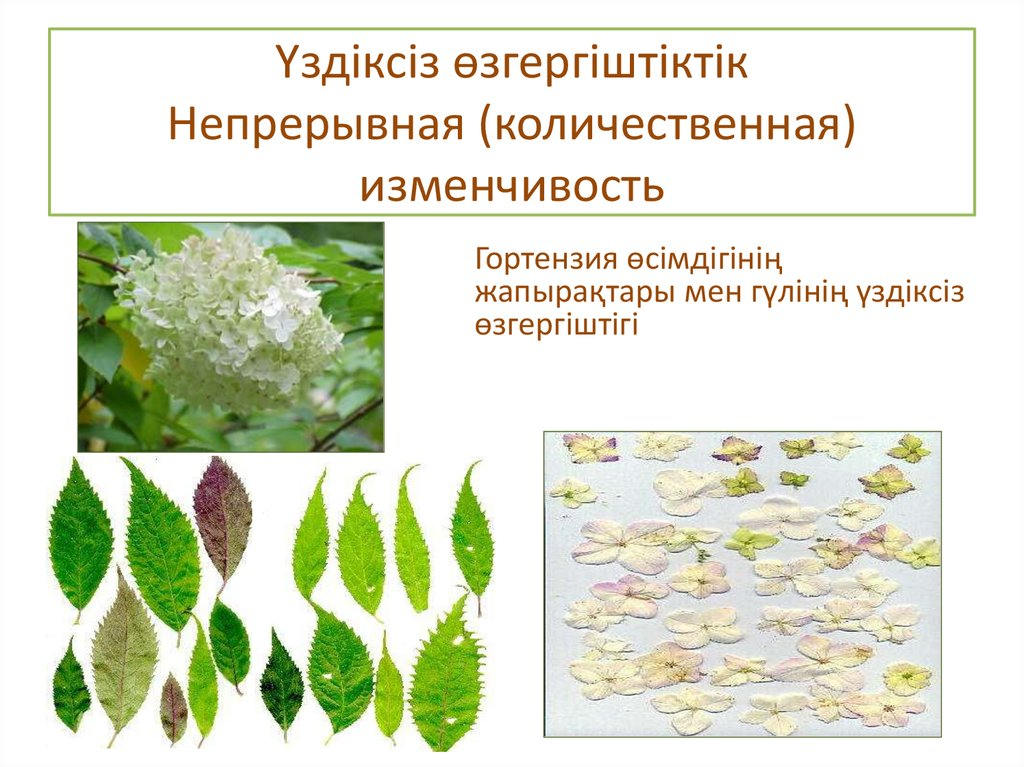 Үздіксіз өзгергіштіктік
Непрерывная (количественная)
изменчивость
Гортензия өсімдігінің
жапырақтары мен гүлінің үздіксіз
өзгергіштігі